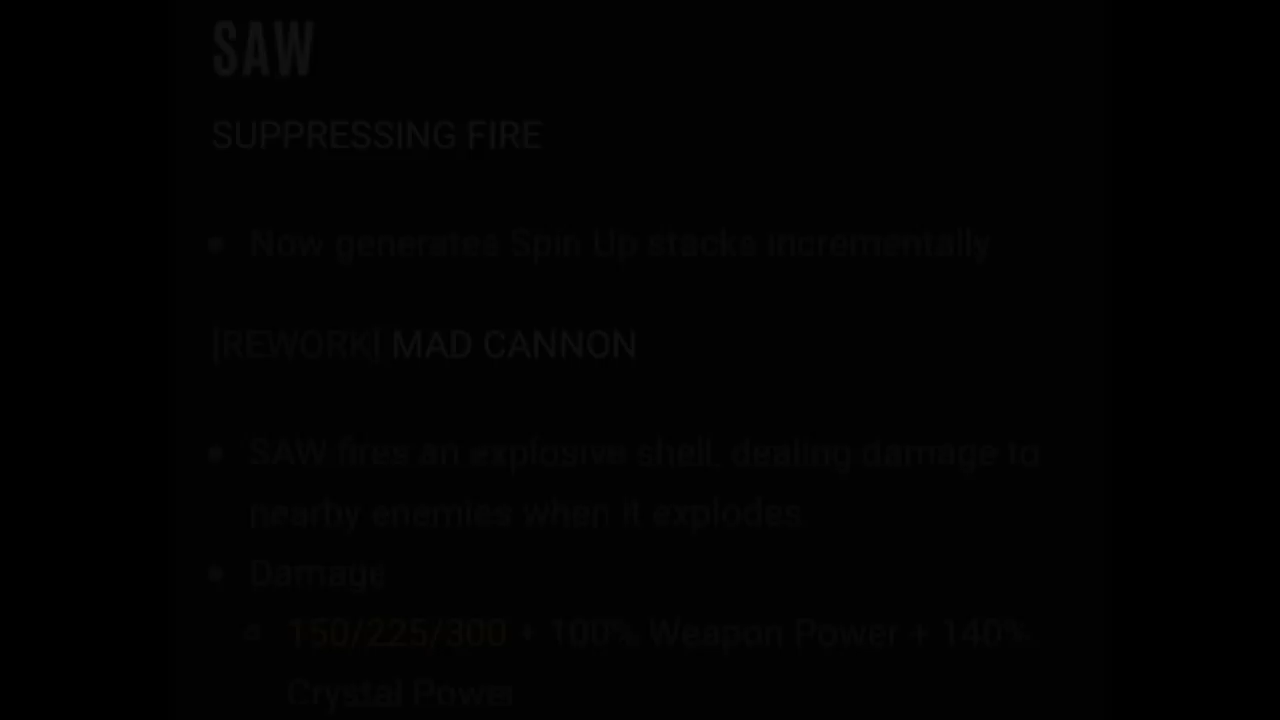 SAW
SUPPRESSING FIRE
Now generates Spin Up stacks incrementally
[REWORK] MAD CANNON
SAW fires an explosive shell, dealing damage to
nearby enemies when it explodes.
Damage
150/225/300 + 100% Weapon Power + 140%
Crystal Power